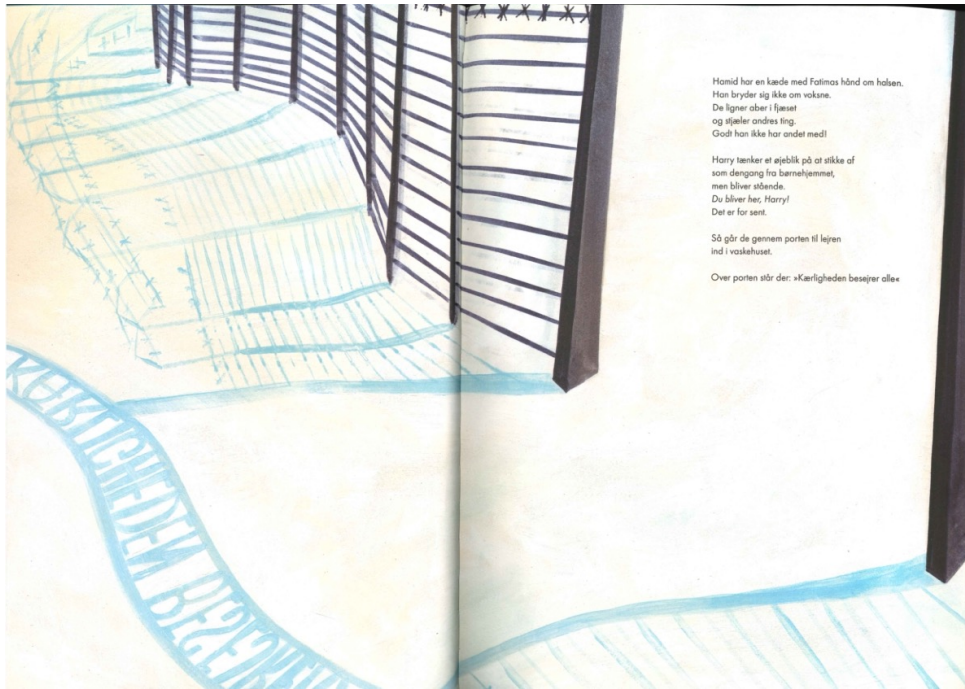 Hamid har en kæde med Fatimas hånd om halsen.
Han bryder sig ikke om voksne.
De ligner aber i fjæset
og stjæler andres ting.
Godt han ikke har andet med!
Harry tænker et øjeblik på at stikke af
som dengang fra børnehjemmet,
men bliver stående.
Du bliver her, Harry!
Det er for sent.
Så går de gennem porten til lejren
ind i vaskehuset.
Over porten står der: »Kærligheden besejrer alle«